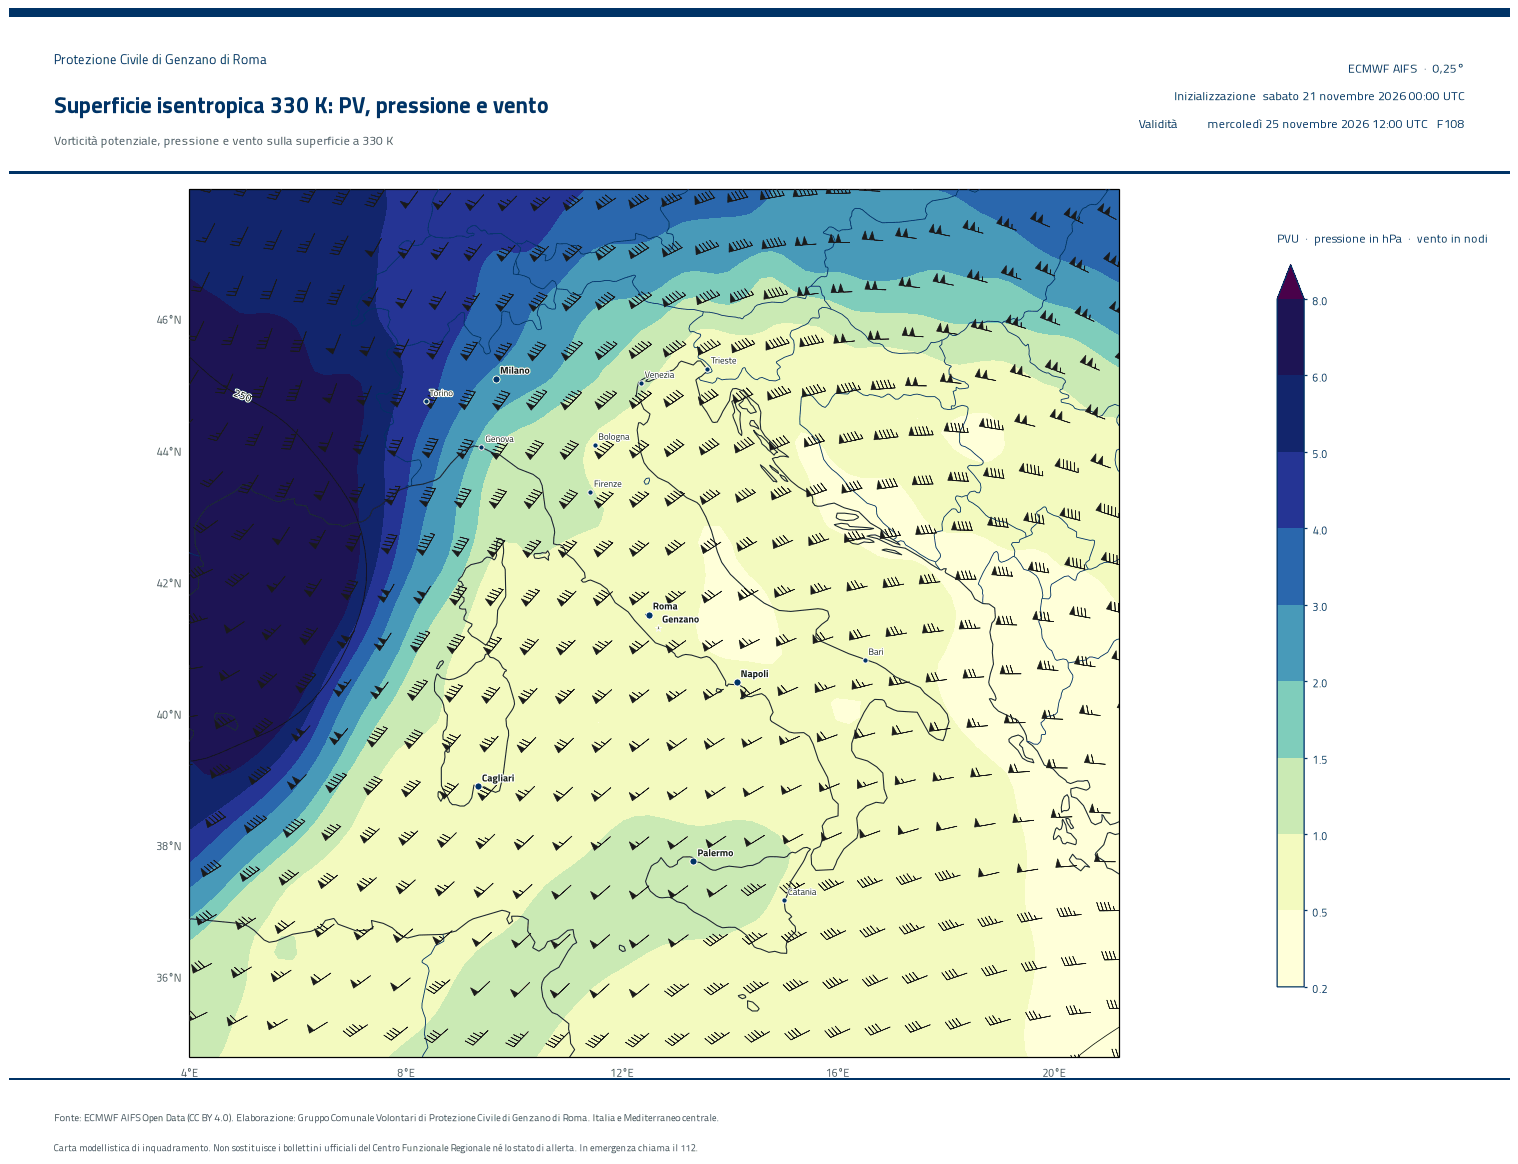 Protezione Civile di Genzano di Roma
Superficie isentropica 330 K: PV, pressione e vento
Vorticità potenziale, pressione e vento sulla superficie a 330 K
ECMWF AIFS · 0,25°
Inizializzazione sabato 21 novembre 2026 00:00 UTC
Validità mercoledì 25 novembre 2026 12:00 UTC F108
PVU · pressione in hPa · vento in nodi
8.0
6.0
5.0
4.0
3.0
2.0
1.5
1.0
0.5
0.2
46°N
44°N
42°N
40°N
38°N
36°N
4°E
8°E
12°E
16°E
20°E
250
Trieste
Milano
Venezia
Torino
Genova
Bologna
Firenze
Roma
Genzano
Bari
Napoli
Cagliari
Palermo
Catania
Fonte: ECMWF AIFS Open Data (CC BY 4.0). Elaborazione: Gruppo Comunale Volontari di Protezione Civile di Genzano di Roma. Italia e Mediterraneo centrale.
Carta modellistica di inquadramento. Non sostituisce i bollettini ufficiali del Centro Funzionale Regionale né lo stato di allerta. In emergenza chiama il 112.